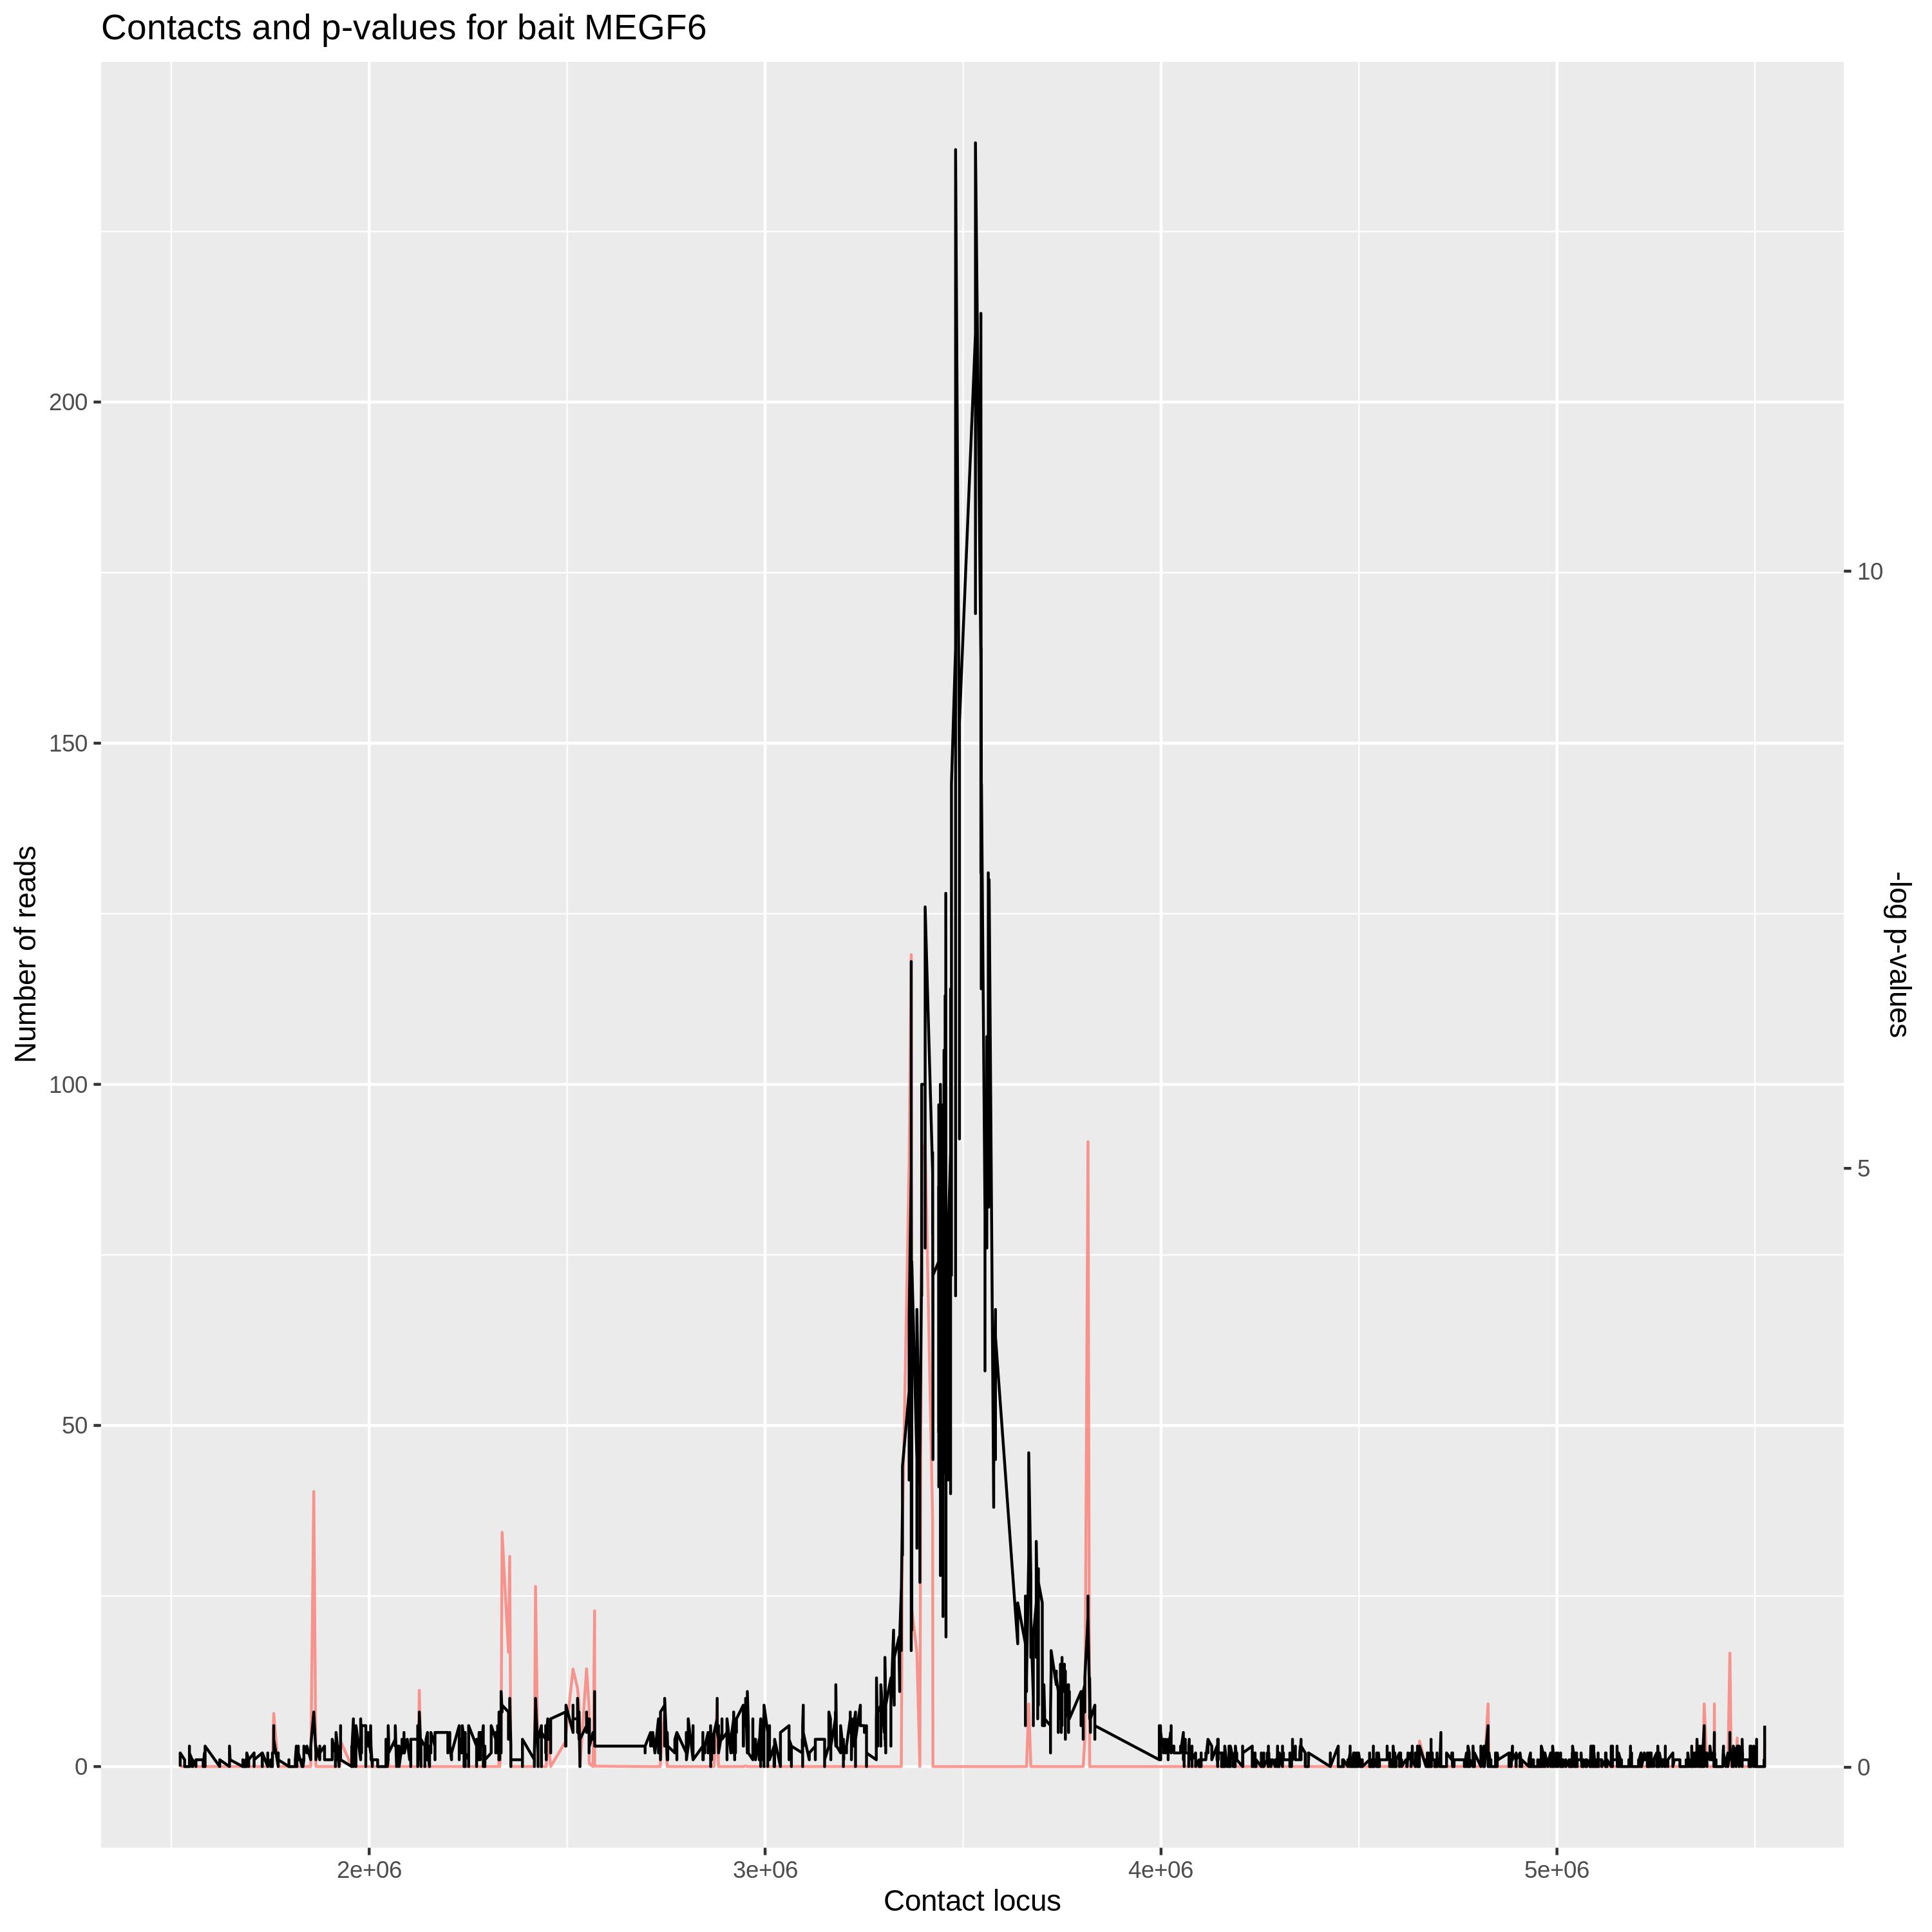 Contacts and p-values for bait MEGF6
Number of reads
200
150
100
50
0
10
5
0
-log p-values
2e+06
3e+06
4e+06
5e+06
Contact locus